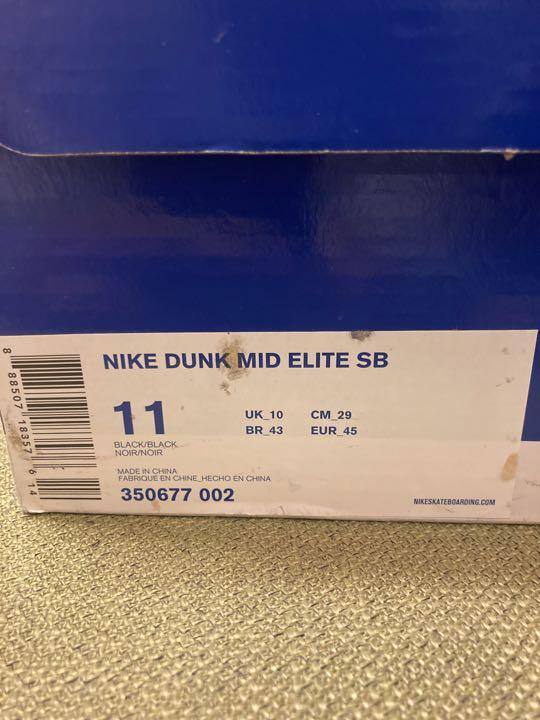 NIKE DUNK MID ELITE SB
11
UK_10 CM_29
BR_43 EUR_45
BLACK/BLACK
NOIR/NOIR
MADE IN CHINA
FABRIQUE EN CHINE_HECHO EN CHINA
350677 002
NIKESKATEBOARDING.COM
8 88507 18357 6 14